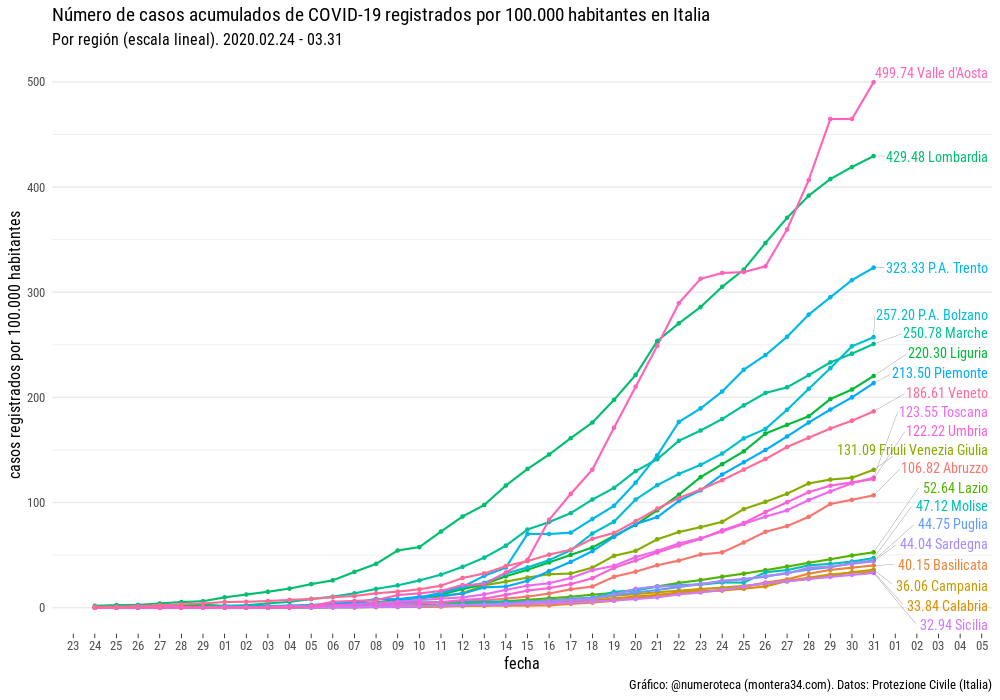 Número de casos acumulados de COVID-19 registrados por 100.000 habitantes en Italia
Por región (escala lineal). 2020.02.24 - 03.31
casos registrados por 100.000 habitantes
500
400
300
200
100
0
499.74 Valle d'Aosta
429.48 Lombardia
323.33 P.A. Trento
257.20 P.A. Bolzano
250.78 Marche
220.30 Liguria
213.50 Piemonte
186.61 Veneto
123.55 Toscana
122.22 Umbria
131.09 Friuli Venezia Giulia
106.82 Abruzzo
52.64 Lazio
47.12 Molise
44.75 Puglia
44.04 Sardegna
40.15 Basilicata
36.06 Campania
33.84 Calabria
32.94 Sicilia
23 24 25 26 27 28 29 01 02 03 04 05 06 07 08 09 10 11 12 13 14 15 16 17 18 19 20 21 22 23 24 25 26 27 28 29 30 31 01 02 03 04 05
fecha
Gráfico: @numeroteca (montera34.com). Datos: Protezione Civile (Italia)